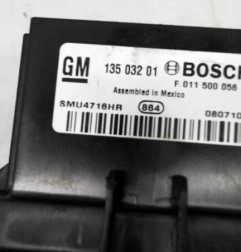 GM 135 032 01 BOSCH
F 011 500 056
Assembled in Mexico
SMU4716HR 864 080710